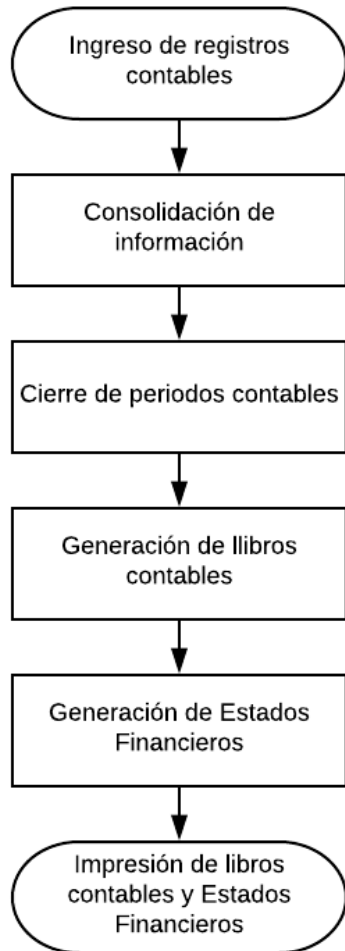 Ingreso de registros
contables
Consolidación de
información
Cierre de periodos contables
Generación de llibros
contables
Generación de Estados
Financieros
Impresión de libros
contables y Estados
Financieros